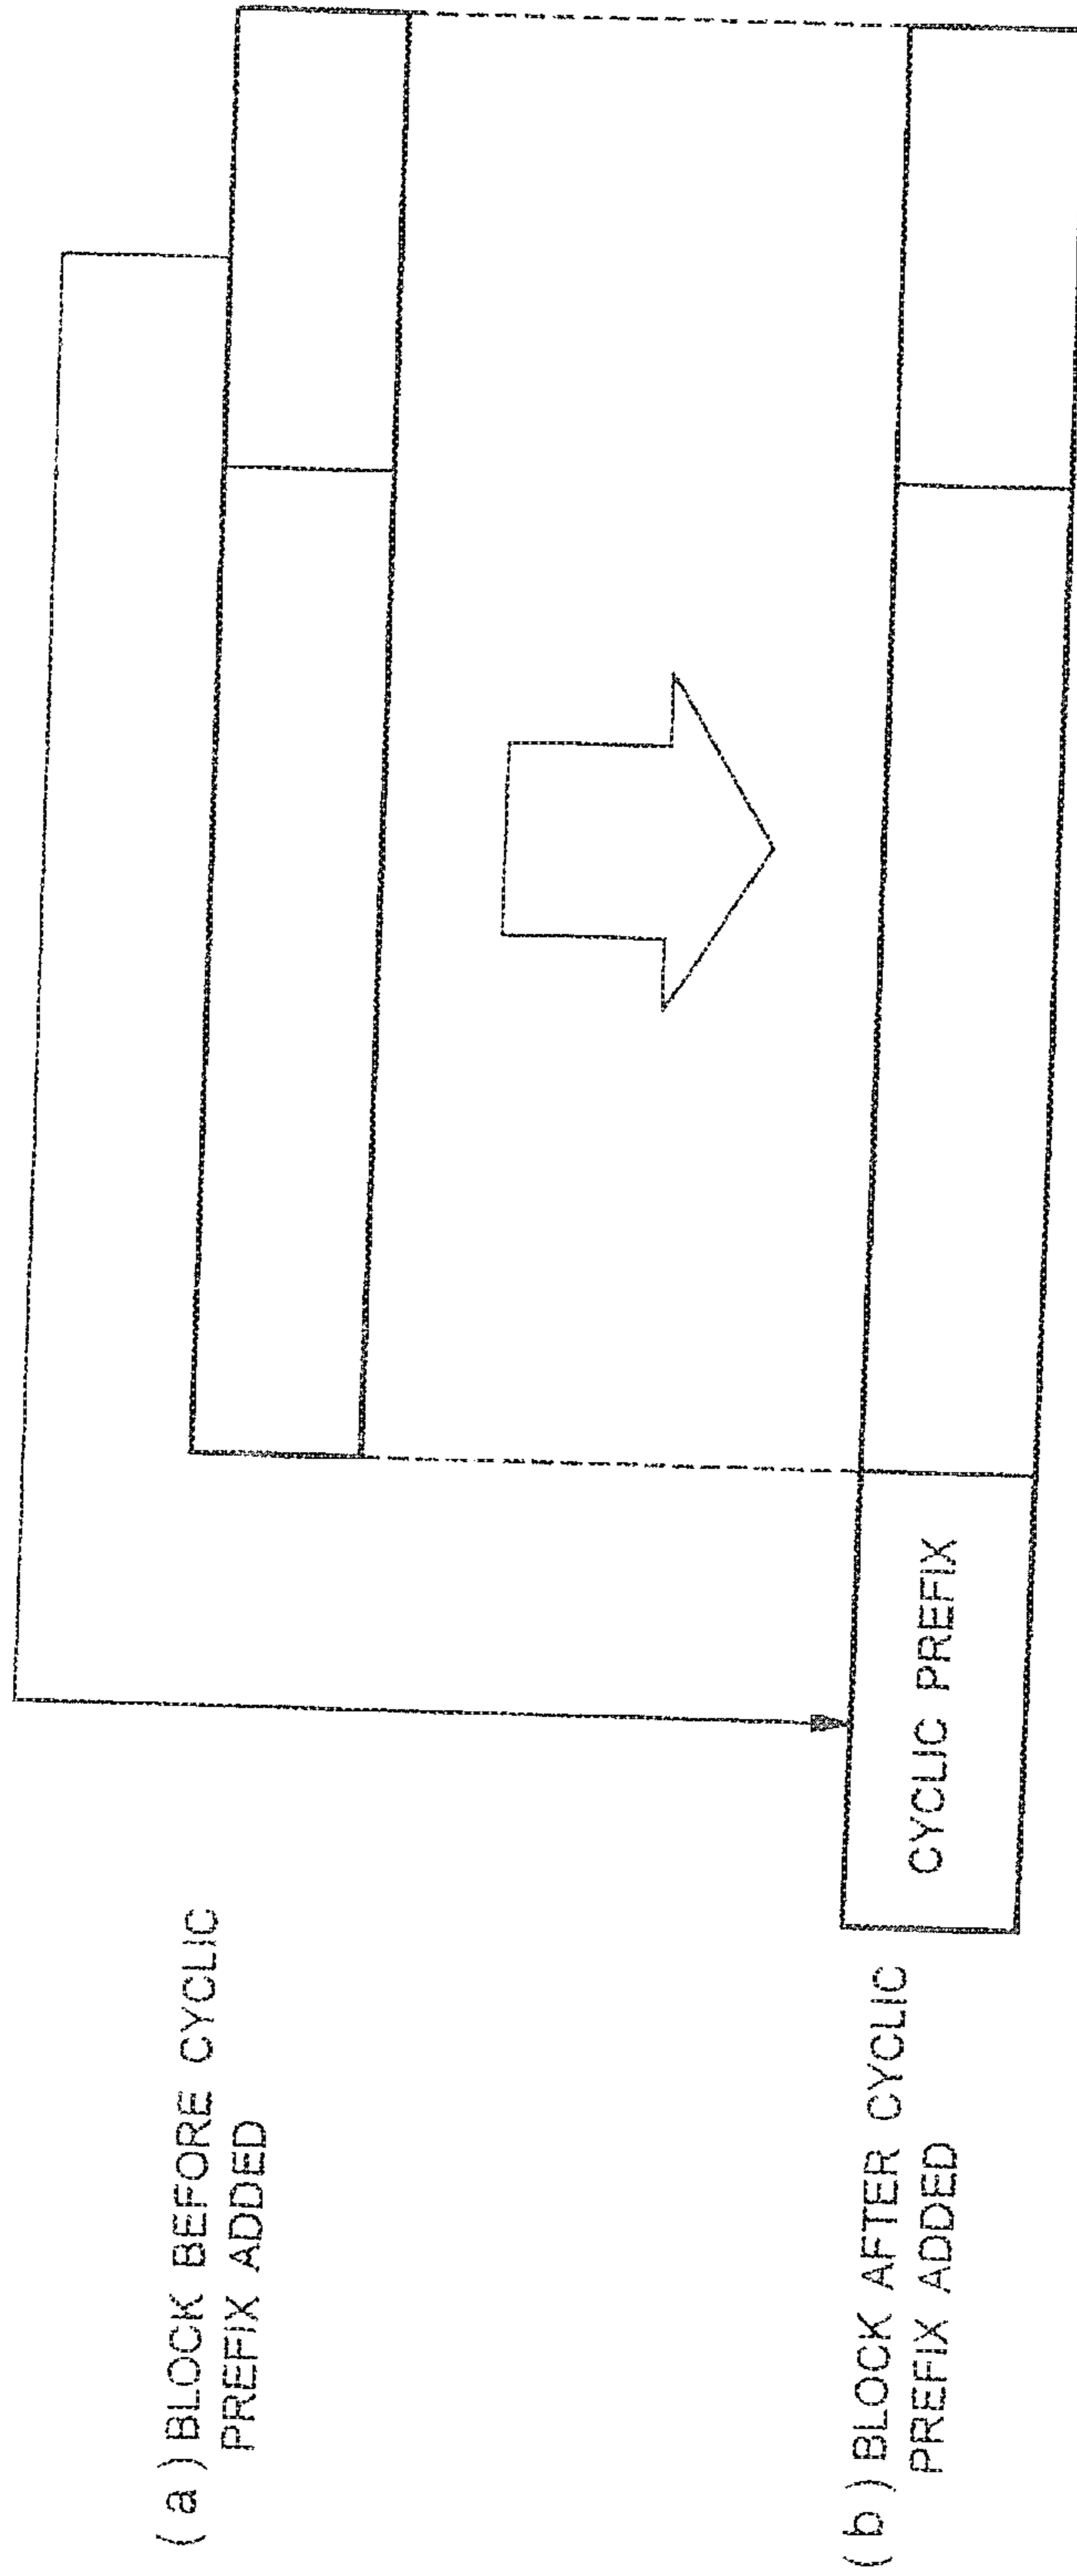 ( a ) BLOCK BEFORE CYCLIC
PREFIX ADDED
( b ) BLOCK AFTER CYCLIC
PREFIX ADDED
CYCLIC PREFIX